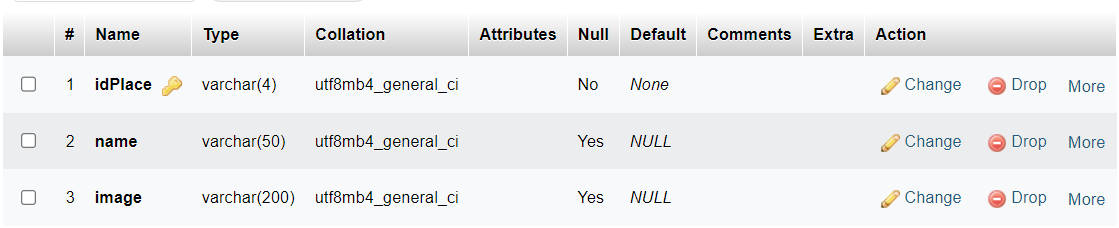 # Name Type Collation Attributes Null Default Comments Extra Action
1 idPlace varchar(4) utf8mb4_general_ci No None Change Drop More
2 name varchar(50) utf8mb4_general_ci Yes NULL Change Drop More
3 image varchar(200) utf8mb4_general_ci Yes NULL Change Drop More